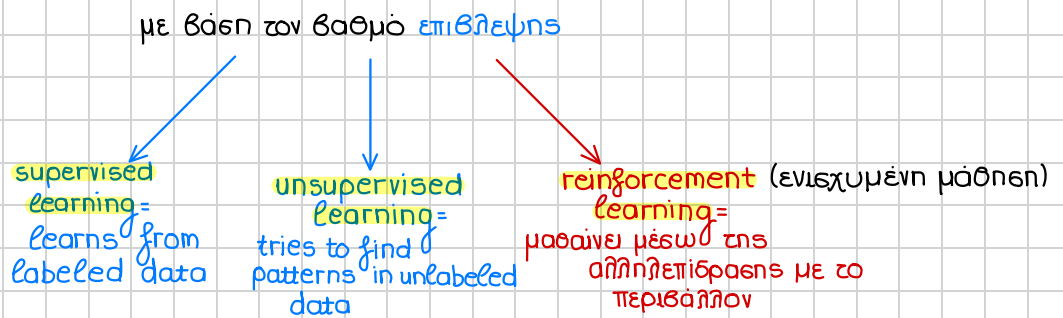 με βάση τον βαθμό επιβλεψης
supervised
learning=
learns from
labeled data
unsupervised
learning=
tries to find
patterns in unlabeled
data
reinforcement (ενισχυμένη μάθηση)
learning=
μαθαίνει μέσω της
αλληλεπίδρασης με το
περιβάλλον